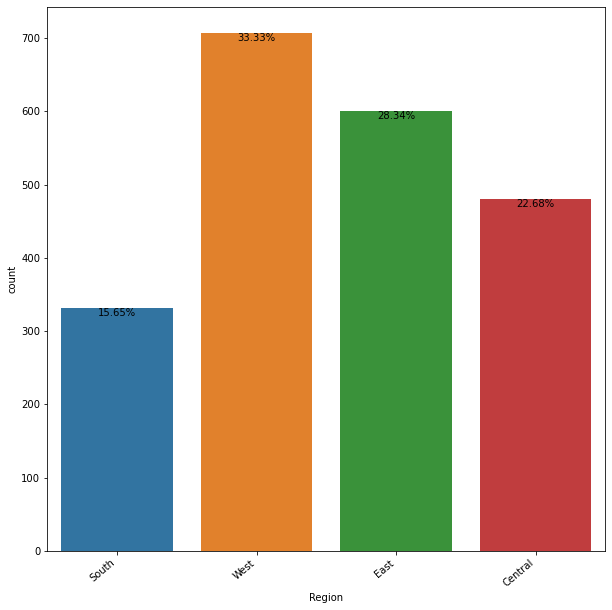 700
600
500
400
300
200
100
0
count
33.33%
28.34%
22.68%
15.65%
South
West
East
Central
Region